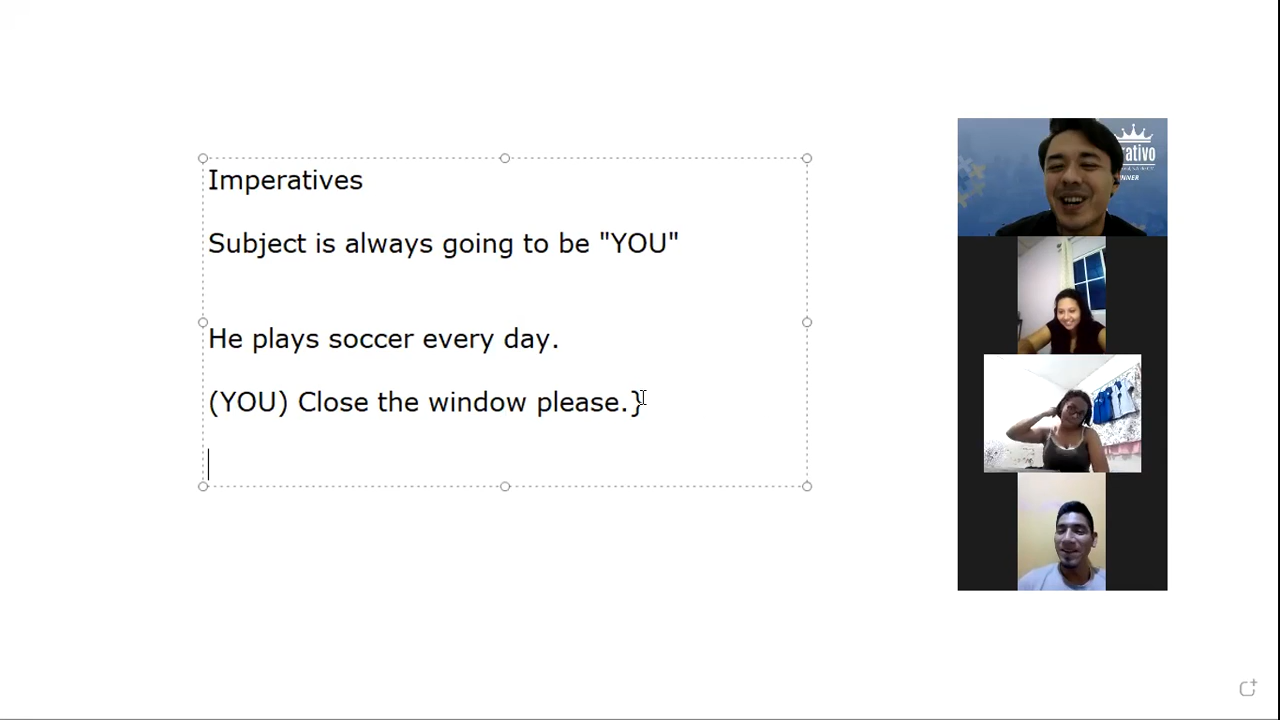 Imperatives
Subject is always going to be "YOU"
He plays soccer every day.
(YOU) Close the window please.}